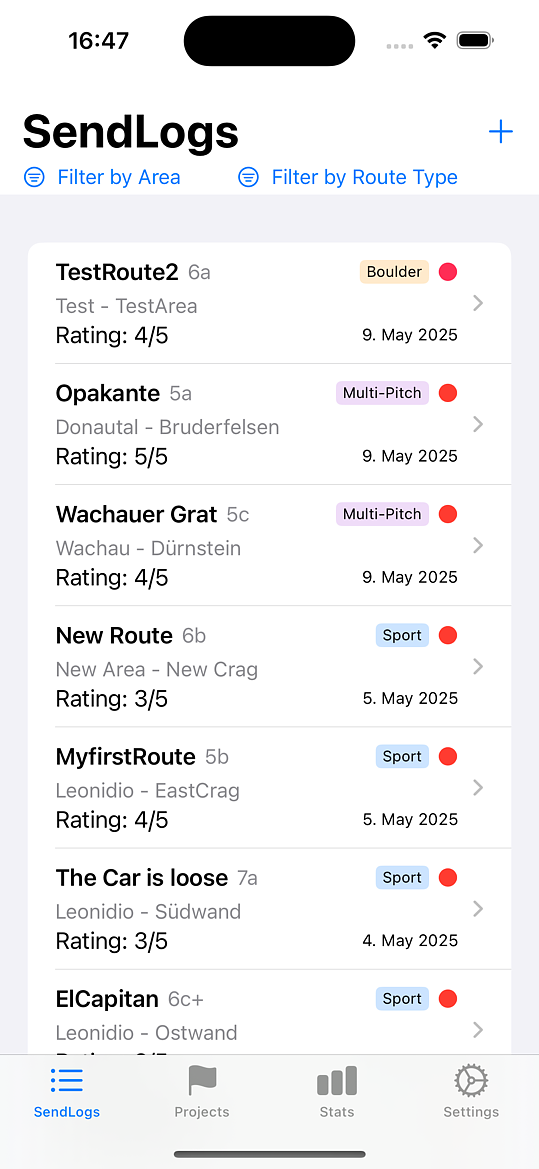 16:47
SendLogs
Filter by Area Filter by Route Type
TestRoute2 6a Boulder
Test - TestArea
Rating: 4/5 9. May 2025
Opakante 5a Multi-Pitch
Donautal - Bruderfelsen
Rating: 5/5 9. May 2025
Wachauer Grat 5c Multi-Pitch
Wachau - Dürnstein
Rating: 4/5 9. May 2025
New Route 6b Sport
New Area - New Crag
Rating: 3/5 5. May 2025
MyfirstRoute 5b Sport
Leonidio - EastCrag
Rating: 4/5 5. May 2025
The Car is loose 7a Sport
Leonidio - Südwand
Rating: 3/5 4. May 2025
ElCapitan 6c+ Sport
Leonidio - Ostwand
SendLogs Projects Stats Settings